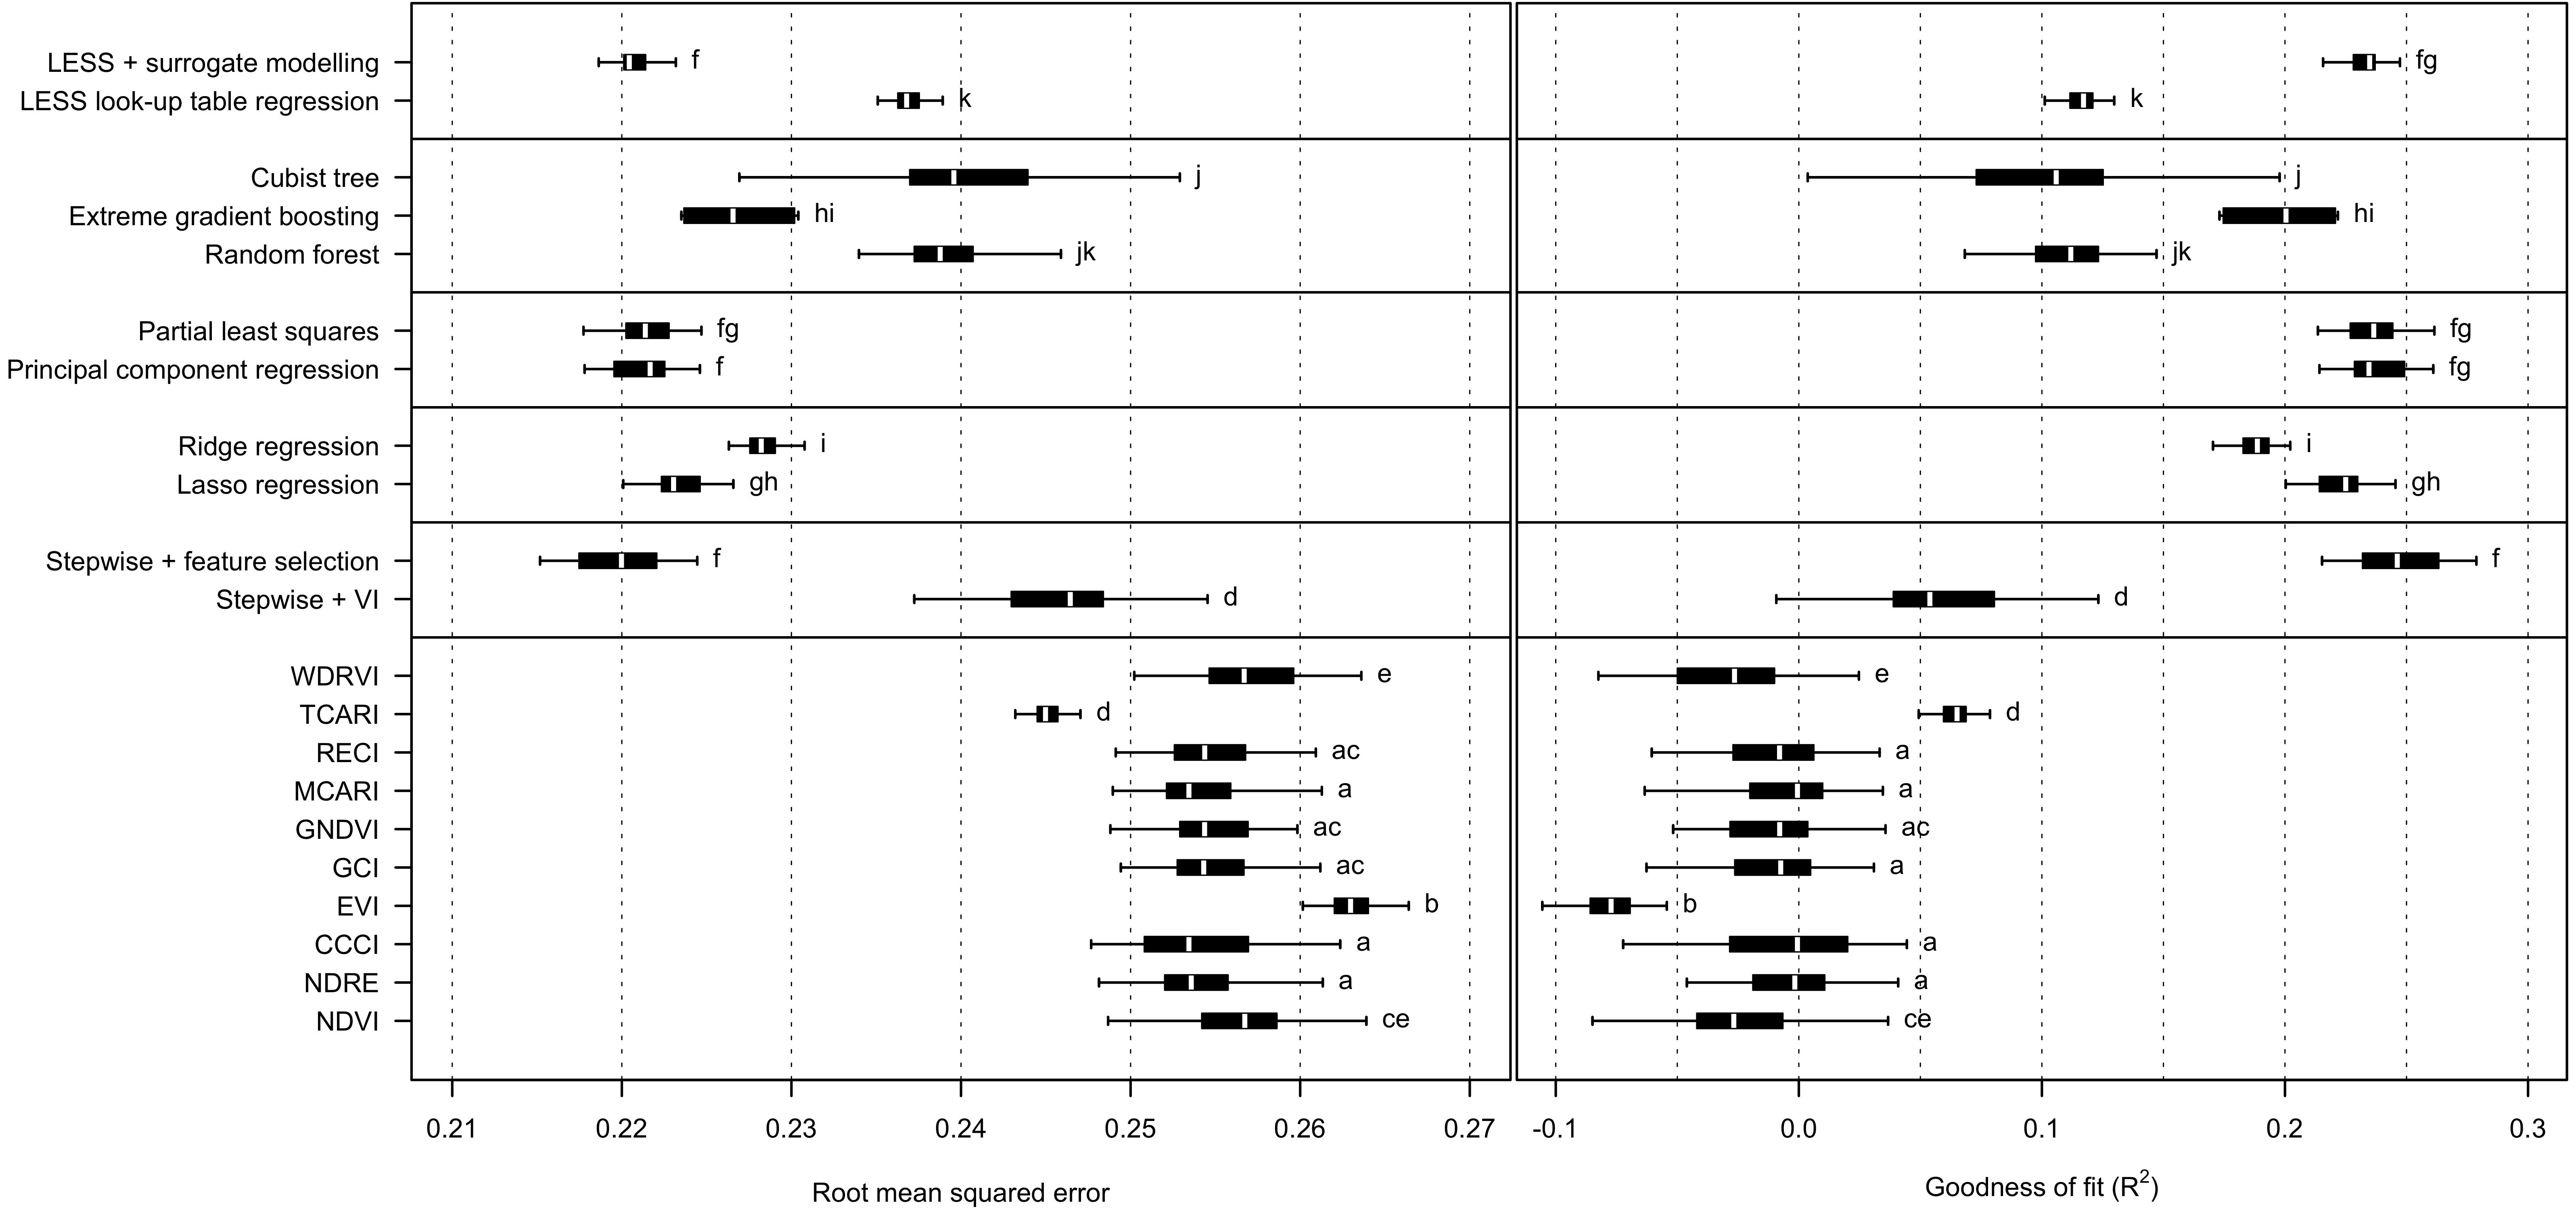 LESS + surrogate modelling f fg
LESS look-up table regression k k
Cubist tree j j
Extreme gradient boosting hi hi
Random forest jk jk
Partial least squares fg fg
Principal component regression f fg
Ridge regression i i
Lasso regression gh gh
Stepwise + feature selection f f
Stepwise + VI d d
WDRVI e e
TCARI d d
RECI ac a
MCARI a a
GNDVI ac ac
GCI ac a
EVI b b
CCCI a a
NDRE a a
NDVI ce ce
0.21 0.22 0.23 0.24 0.25 0.26 0.27 -0.1 0.0 0.1 0.2 0.3
Root mean squared error Goodness of fit (R²)